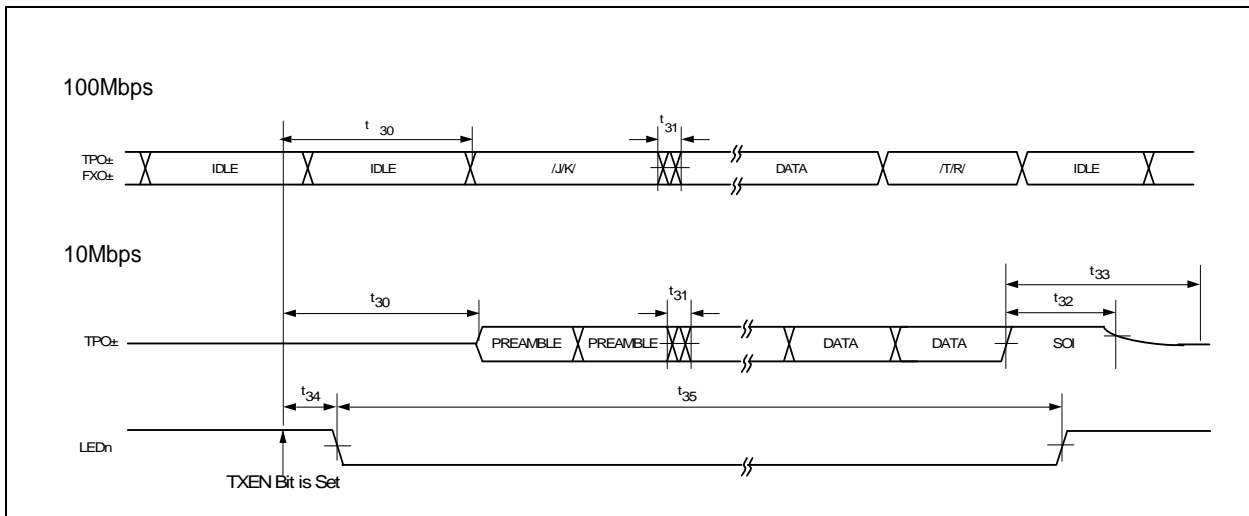 100Mbps
t 30
t31
TPO±
FXO±
IDLE
IDLE
/J/K/
DATA
/T/R/
IDLE
10Mbps
t33
t30
t31
t32
TPO±
PREAMBLE
PREAMBLE
DATA
DATA
SOI
t34
t35
LEDn
TXEN Bit is Set